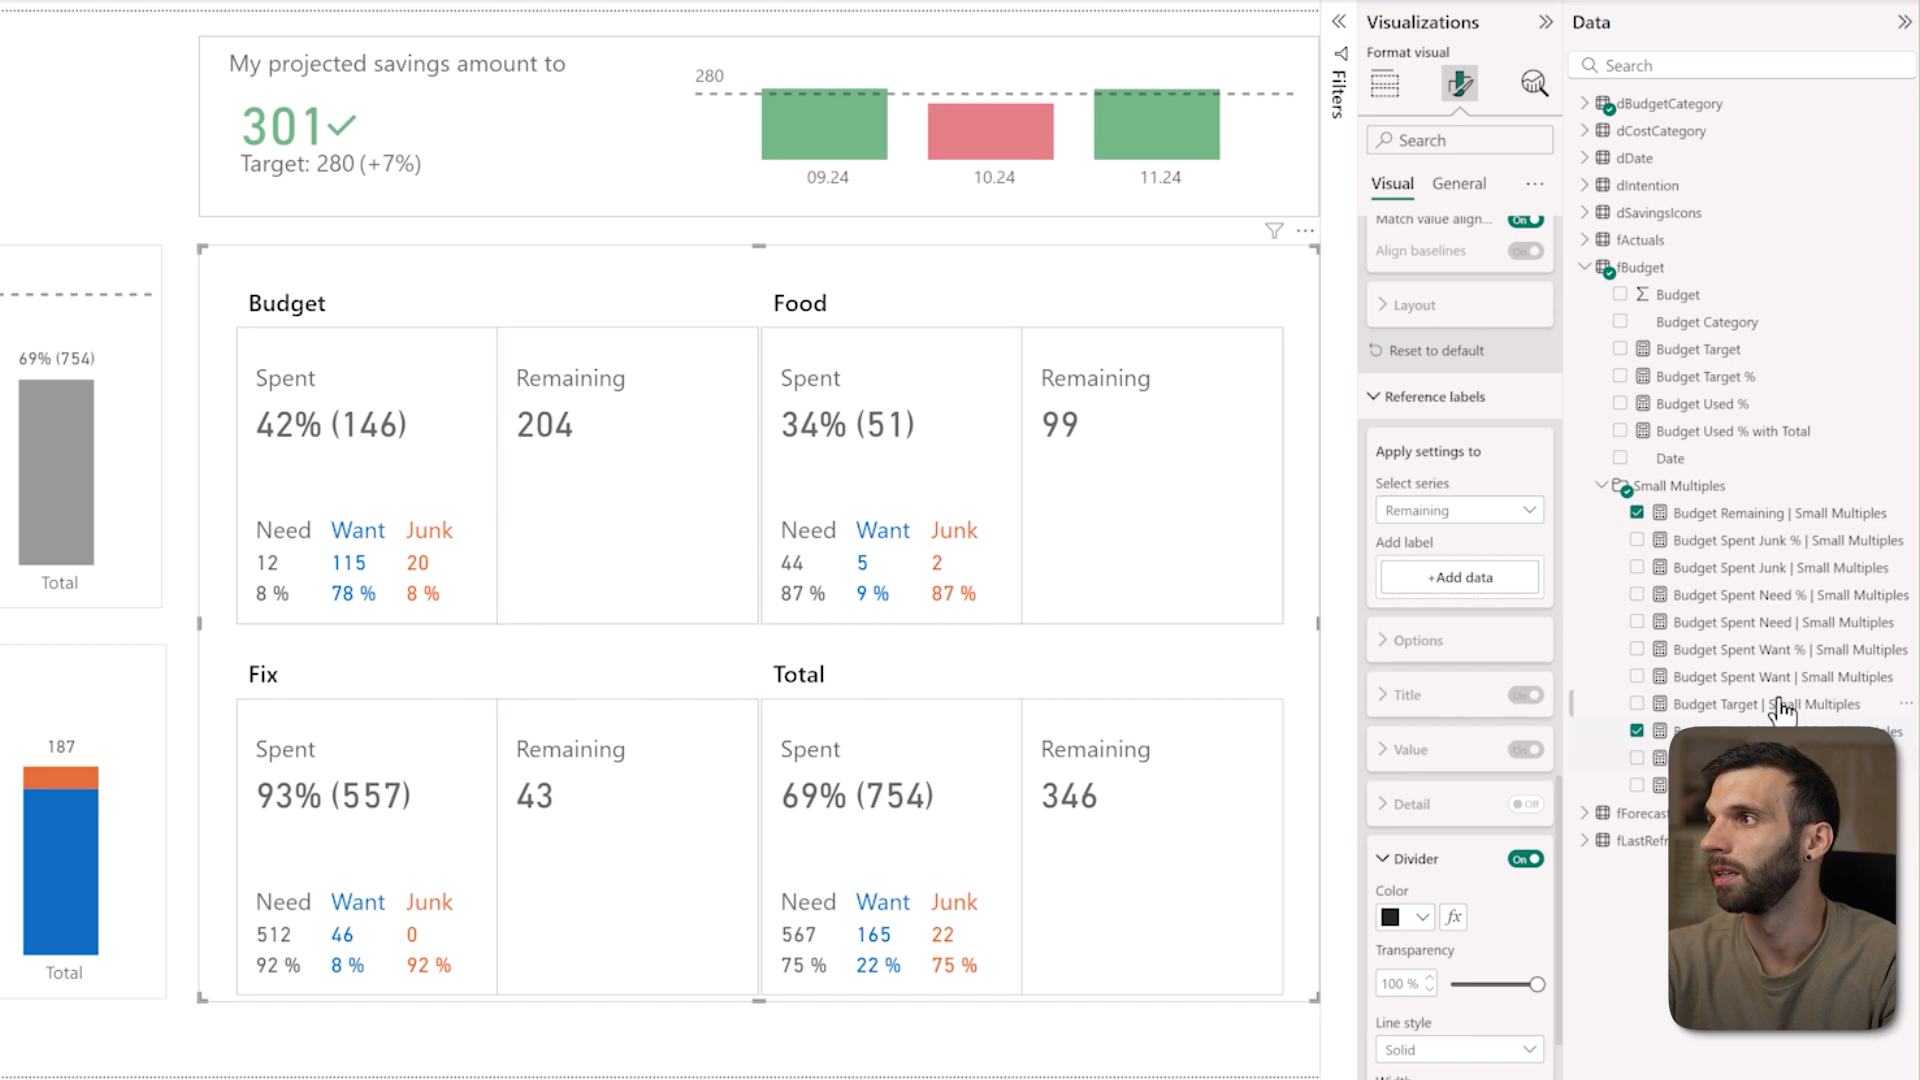 My projected savings amount to
301
Target: 280 (+7%)
280
09.24
10.24
11.24
69% (754)
Total
187
Total
Budget
Spent
42% (146)
Remaining
204
Need Want Junk
12 115 20
8 % 78 % 8 %
Food
Spent
34% (51)
Remaining
99
Need Want Junk
44 5 2
87 % 9 % 87 %
Fix
Spent
93% (557)
Remaining
43
Need Want Junk
512 46 0
92 % 8 % 92 %
Total
Spent
69% (754)
Remaining
346
Need Want Junk
567 165 22
75 % 22 % 75 %
Filters
Visualizations
Format visual
Search
Visual General
Match value align... On
Align baselines On
Layout
Reset to default
Reference labels
Apply settings to
Select series
Remaining
Add label
+Add data
Options
Title On
Value On
Detail Off
Divider On
Color
fx
Transparency
100 %
Line style
Solid
Data
Search
dBudgetCategory
dCostCategory
dDate
dIntention
dSavingsIcons
fActuals
fBudget
Budget
Budget Category
Budget Target
Budget Target %
Budget Used %
Budget Used % with Total
Date
Small Multiples
Budget Remaining | Small Multiples
Budget Spent Junk % | Small Multiples
Budget Spent Junk | Small Multiples
Budget Spent Need % | Small Multiples
Budget Spent Need | Small Multiples
Budget Spent Want % | Small Multiples
Budget Spent Want | Small Multiples
Budget Target | Small Multiples